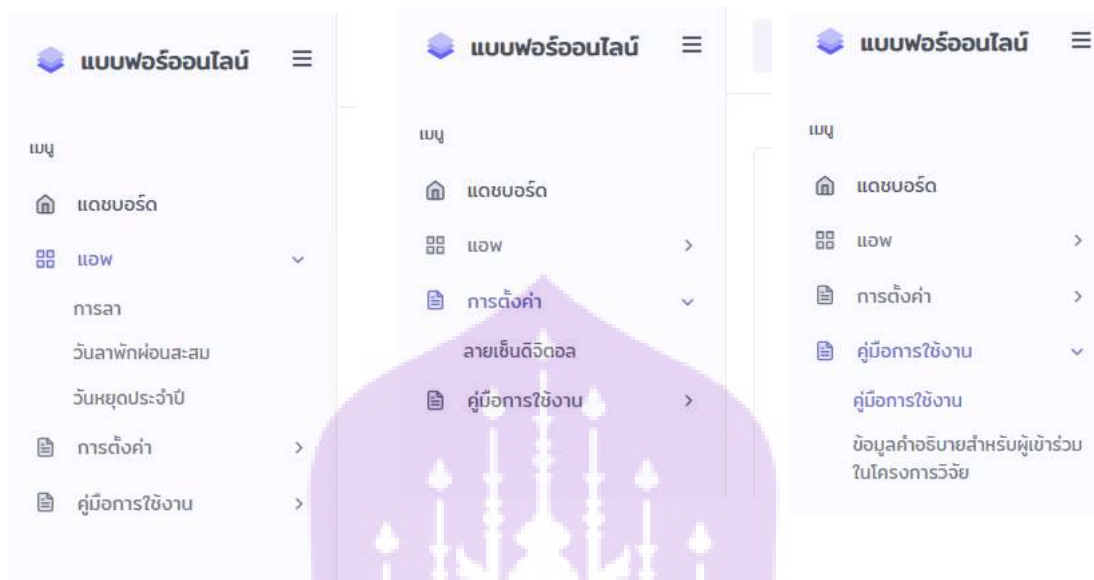 แบบฟอร์ออนไลน์
เมนู
แดชบอร์ด
แอพ
การลา
วันลาพักผ่อนสะสม
วันหยุดประจำปี
การตั้งค่า
คู่มือการใช้งาน
แบบฟอร์ออนไลน์
เมนู
แดชบอร์ด
แอพ
การตั้งค่า
ลายเซ็นดิจิตอล
คู่มือการใช้งาน
แบบฟอร์ออนไลน์
เมนู
แดชบอร์ด
แอพ
การตั้งค่า
คู่มือการใช้งาน
คู่มือการใช้งาน
ข้อมูลคำอธิบายสำหรับผู้เข้าร่วม
ในโครงการวิจัย